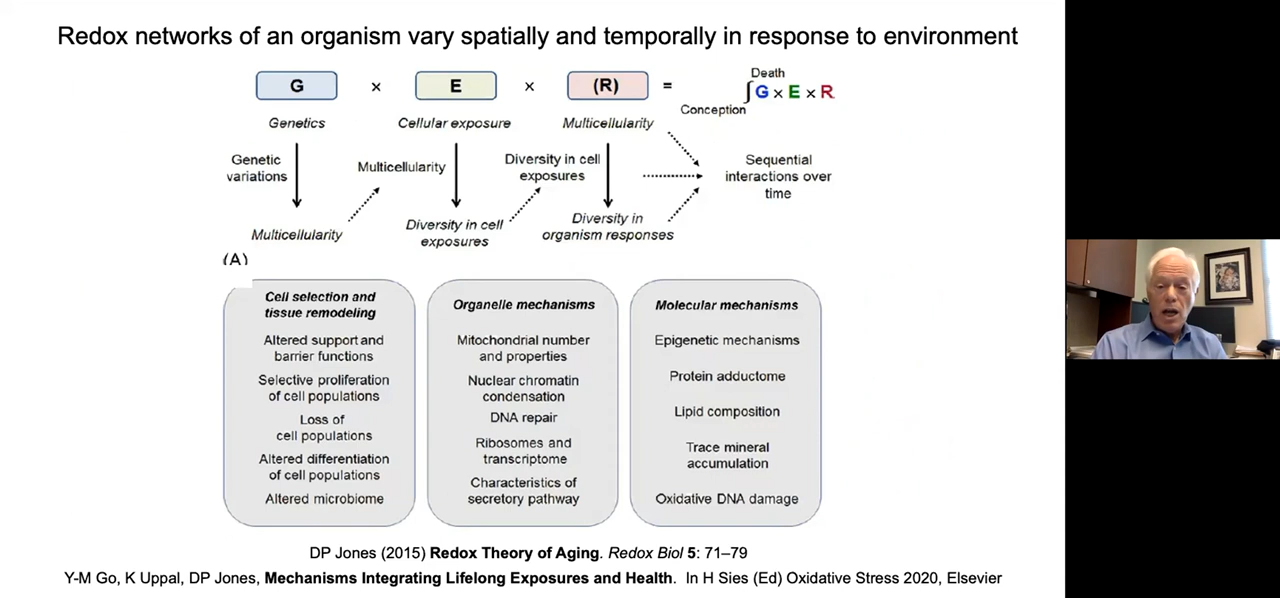 Redox networks of an organism vary spatially and temporally in response to environment
G × E × (R) =
Death
∫G x E x R
Conception
Genetics
Cellular exposure
Multicellularity
Genetic
variations
Multicellularity
Diversity in cell
exposures
Sequential
interactions over
time
Multicellularity
Diversity in cell
exposures
Diversity in
organism responses
(A)
Cell selection and
tissue remodeling
Altered support and
barrier functions
Selective proliferation
of cell populations
Loss of
cell populations
Altered differentiation
of cell populations
Altered microbiome
Organelle mechanisms
Mitochondrial number
and properties
Nuclear chromatin
condensation
DNA repair
Ribosomes and
transcriptome
Characteristics of
secretory pathway
Molecular mechanisms
Epigenetic mechanisms
Protein adductome
Lipid composition
Trace mineral
accumulation
Oxidative DNA damage
DP Jones (2015) Redox Theory of Aging. Redox Biol 5: 71–79
Y-M Go, K Uppal, DP Jones, Mechanisms Integrating Lifelong Exposures and Health. In H Sies (Ed) Oxidative Stress 2020, Elsevier